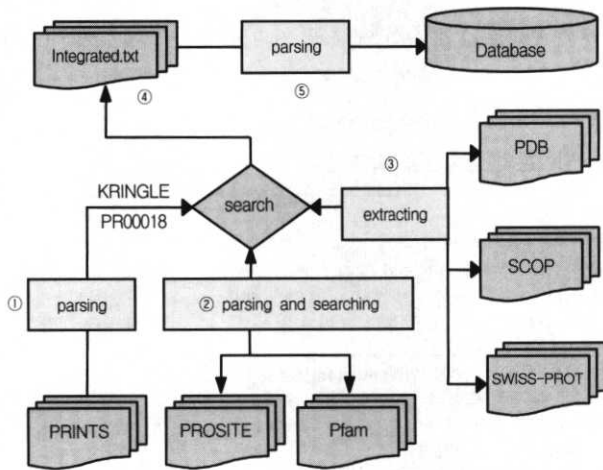 Integrated.txt
parsing
Database
④
⑤
③
PDB
KRINGLE
PR00018
search
extracting
SCOP
①
parsing
② parsing and searching
SWISS-PROT
PRINTS
PROSITE
Pfam